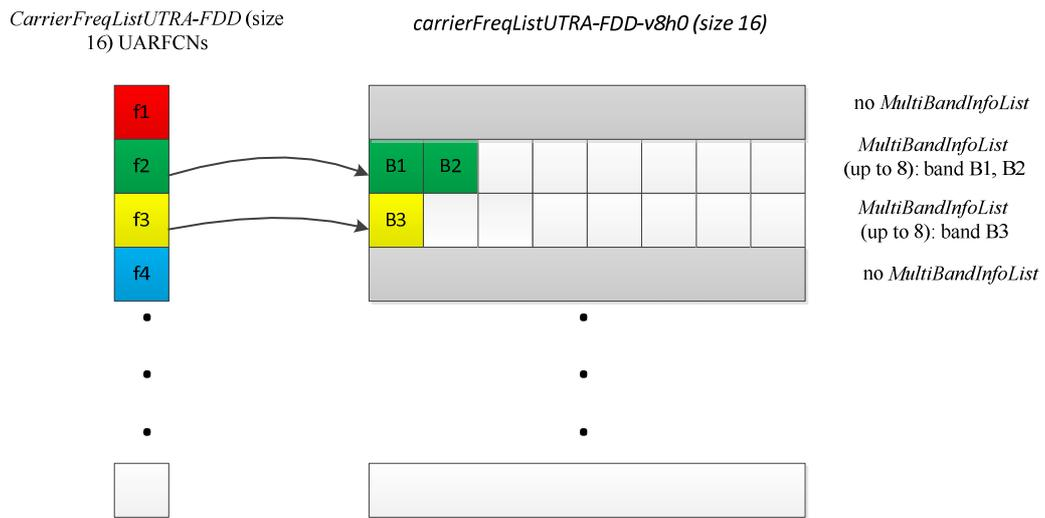 CarrierFreqListUTRA-FDD (size
16) UARFCNs
carrierFreqListUTRA-FDD-v8h0 (size 16)
f1
no MultiBandInfoList
f2
B1 B2
MultiBandInfoList
(up to 8): band B1, B2
f3
B3
MultiBandInfoList
(up to 8): band B3
f4
no MultiBandInfoList